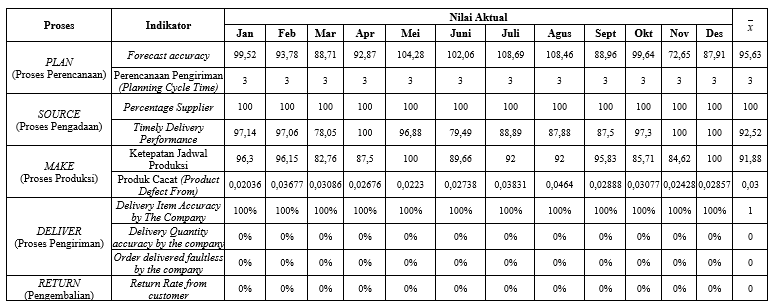 Proses Indikator Nilai Aktual x̄
Jan Feb Mar Apr Mei Juni Juli Agus Sept Okt Nov Des
PLAN
(Proses Perencanaan)
Forecast accuracy 99,52 93,78 88,71 92,87 104,28 102,06 108,69 108,46 88,96 99,64 72,65 87,91 95,63
Perencanaan Pengiriman
(Planning Cycle Time) 3 3 3 3 3 3 3 3 3 3 3 3 3
SOURCE
(Proses Pengadaan)
Percentage Supplier 100 100 100 100 100 100 100 100 100 100 100 100 100
Timely Delivery
Performance 97,14 97,06 78,05 100 96,88 79,49 88,89 87,88 87,5 97,3 100 100 92,52
MAKE
(Proses Produksi)
Ketepatan Jadwal
Produksi 96,3 96,15 82,76 87,5 100 89,66 92 92 95,83 85,71 84,62 100 91,88
Produk Cacat (Product
Defect From) 0,02036 0,03677 0,03086 0,02676 0,0223 0,02738 0,03831 0,0464 0,02888 0,03077 0,02428 0,02857 0,03
DELIVER
(Proses Pengiriman)
Delivery Item Accuracy
by The Company 100% 100% 100% 100% 100% 100% 100% 100% 100% 100% 100% 100% 1
Delivery Quantity
accuracy by the company 0% 0% 0% 0% 0% 0% 0% 0% 0% 0% 0% 0% 0
Order delivered faultless
by the company 0% 0% 0% 0% 0% 0% 0% 0% 0% 0% 0% 0% 0
RETURN
(Pengembalian)
Return Rate from
customer 0% 0% 0% 0% 0% 0% 0% 0% 0% 0% 0% 0% 0